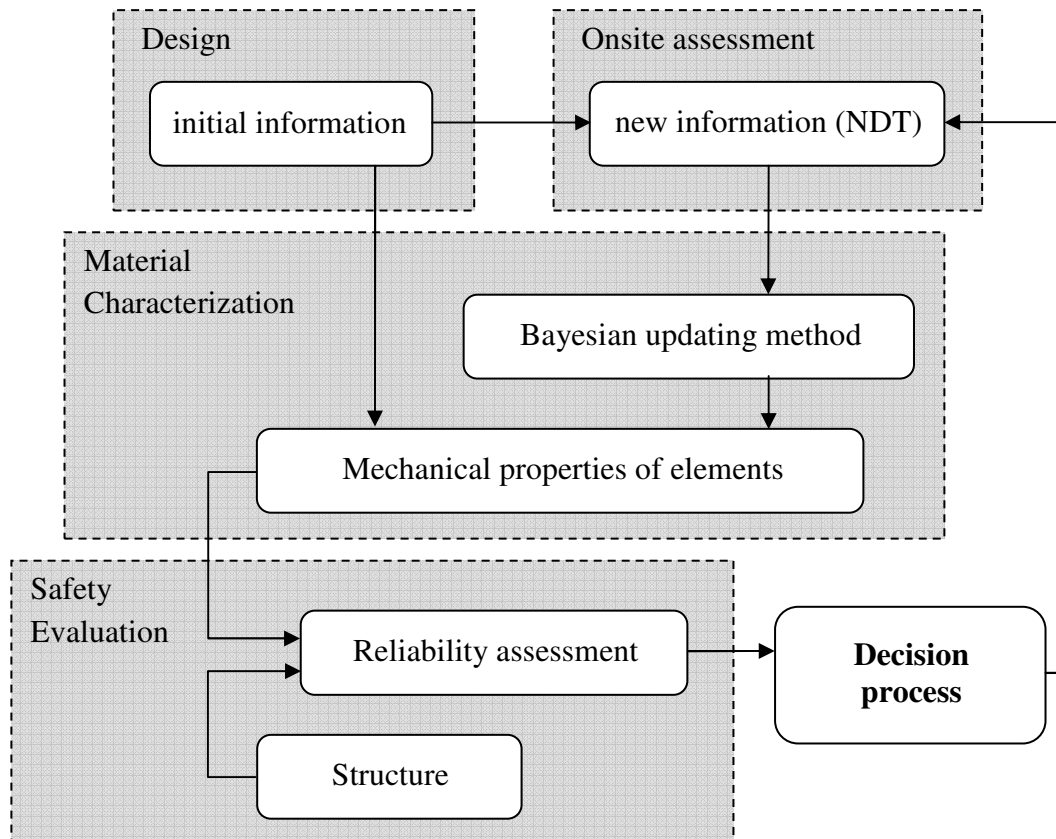 Design
Onsite assessment
initial information
new information (NDT)
Material
Characterization
Bayesian updating method
Mechanical properties of elements
Safety
Evaluation
Reliability assessment
Decision
process
Structure